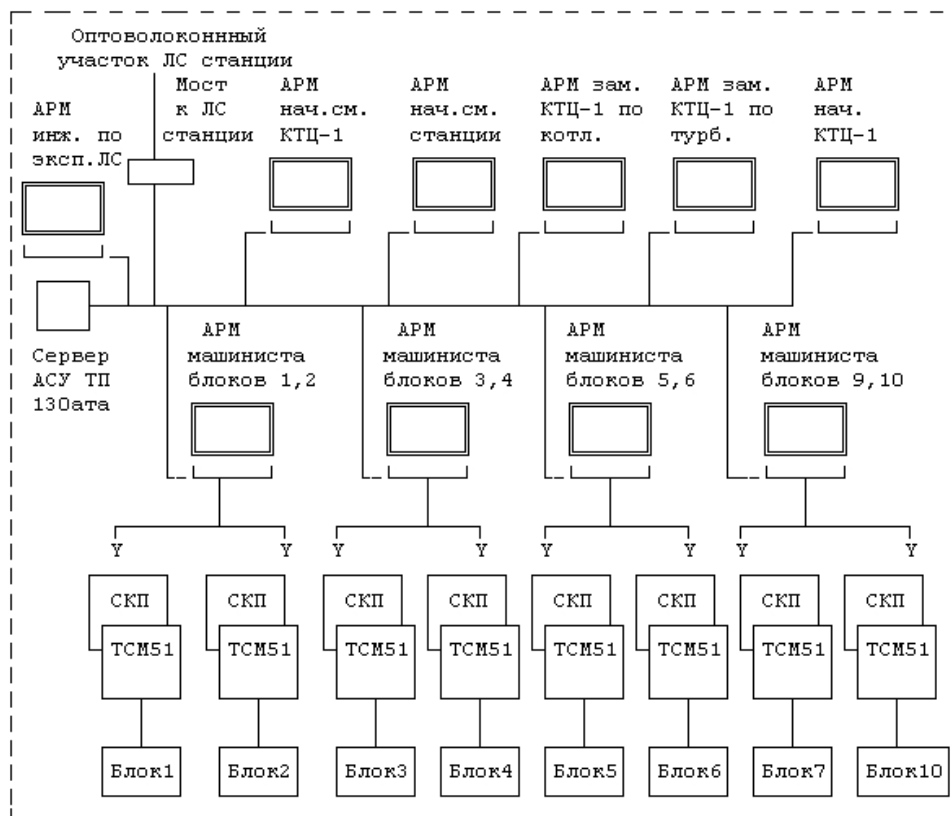 Оптоволоконнный
участок ЛС станции
АРМ
инж. по
эксп.ЛС
Мост
к ЛС
станции
АРМ
нач.см.
КТЦ-1
АРМ
нач.см.
станции
АРМ зам.
КТЦ-1 по
котл.
АРМ зам.
КТЦ-1 по
турб.
АРМ
нач.
КТЦ-1
Сервер
АСУ ТП
130ата
АРМ
машиниста
блоков 1,2
АРМ
машиниста
блоков 3,4
АРМ
машиниста
блоков 5,6
АРМ
машиниста
блоков 9,10
Y Y Y Y Y Y Y Y
СКП СКП СКП СКП СКП СКП СКП СКП
ТСМ51 ТСМ51 ТСМ51 ТСМ51 ТСМ51 ТСМ51 ТСМ51 ТСМ51
Блок1 Блок2 Блок3 Блок4 Блок5 Блок6 Блок7 Блок10